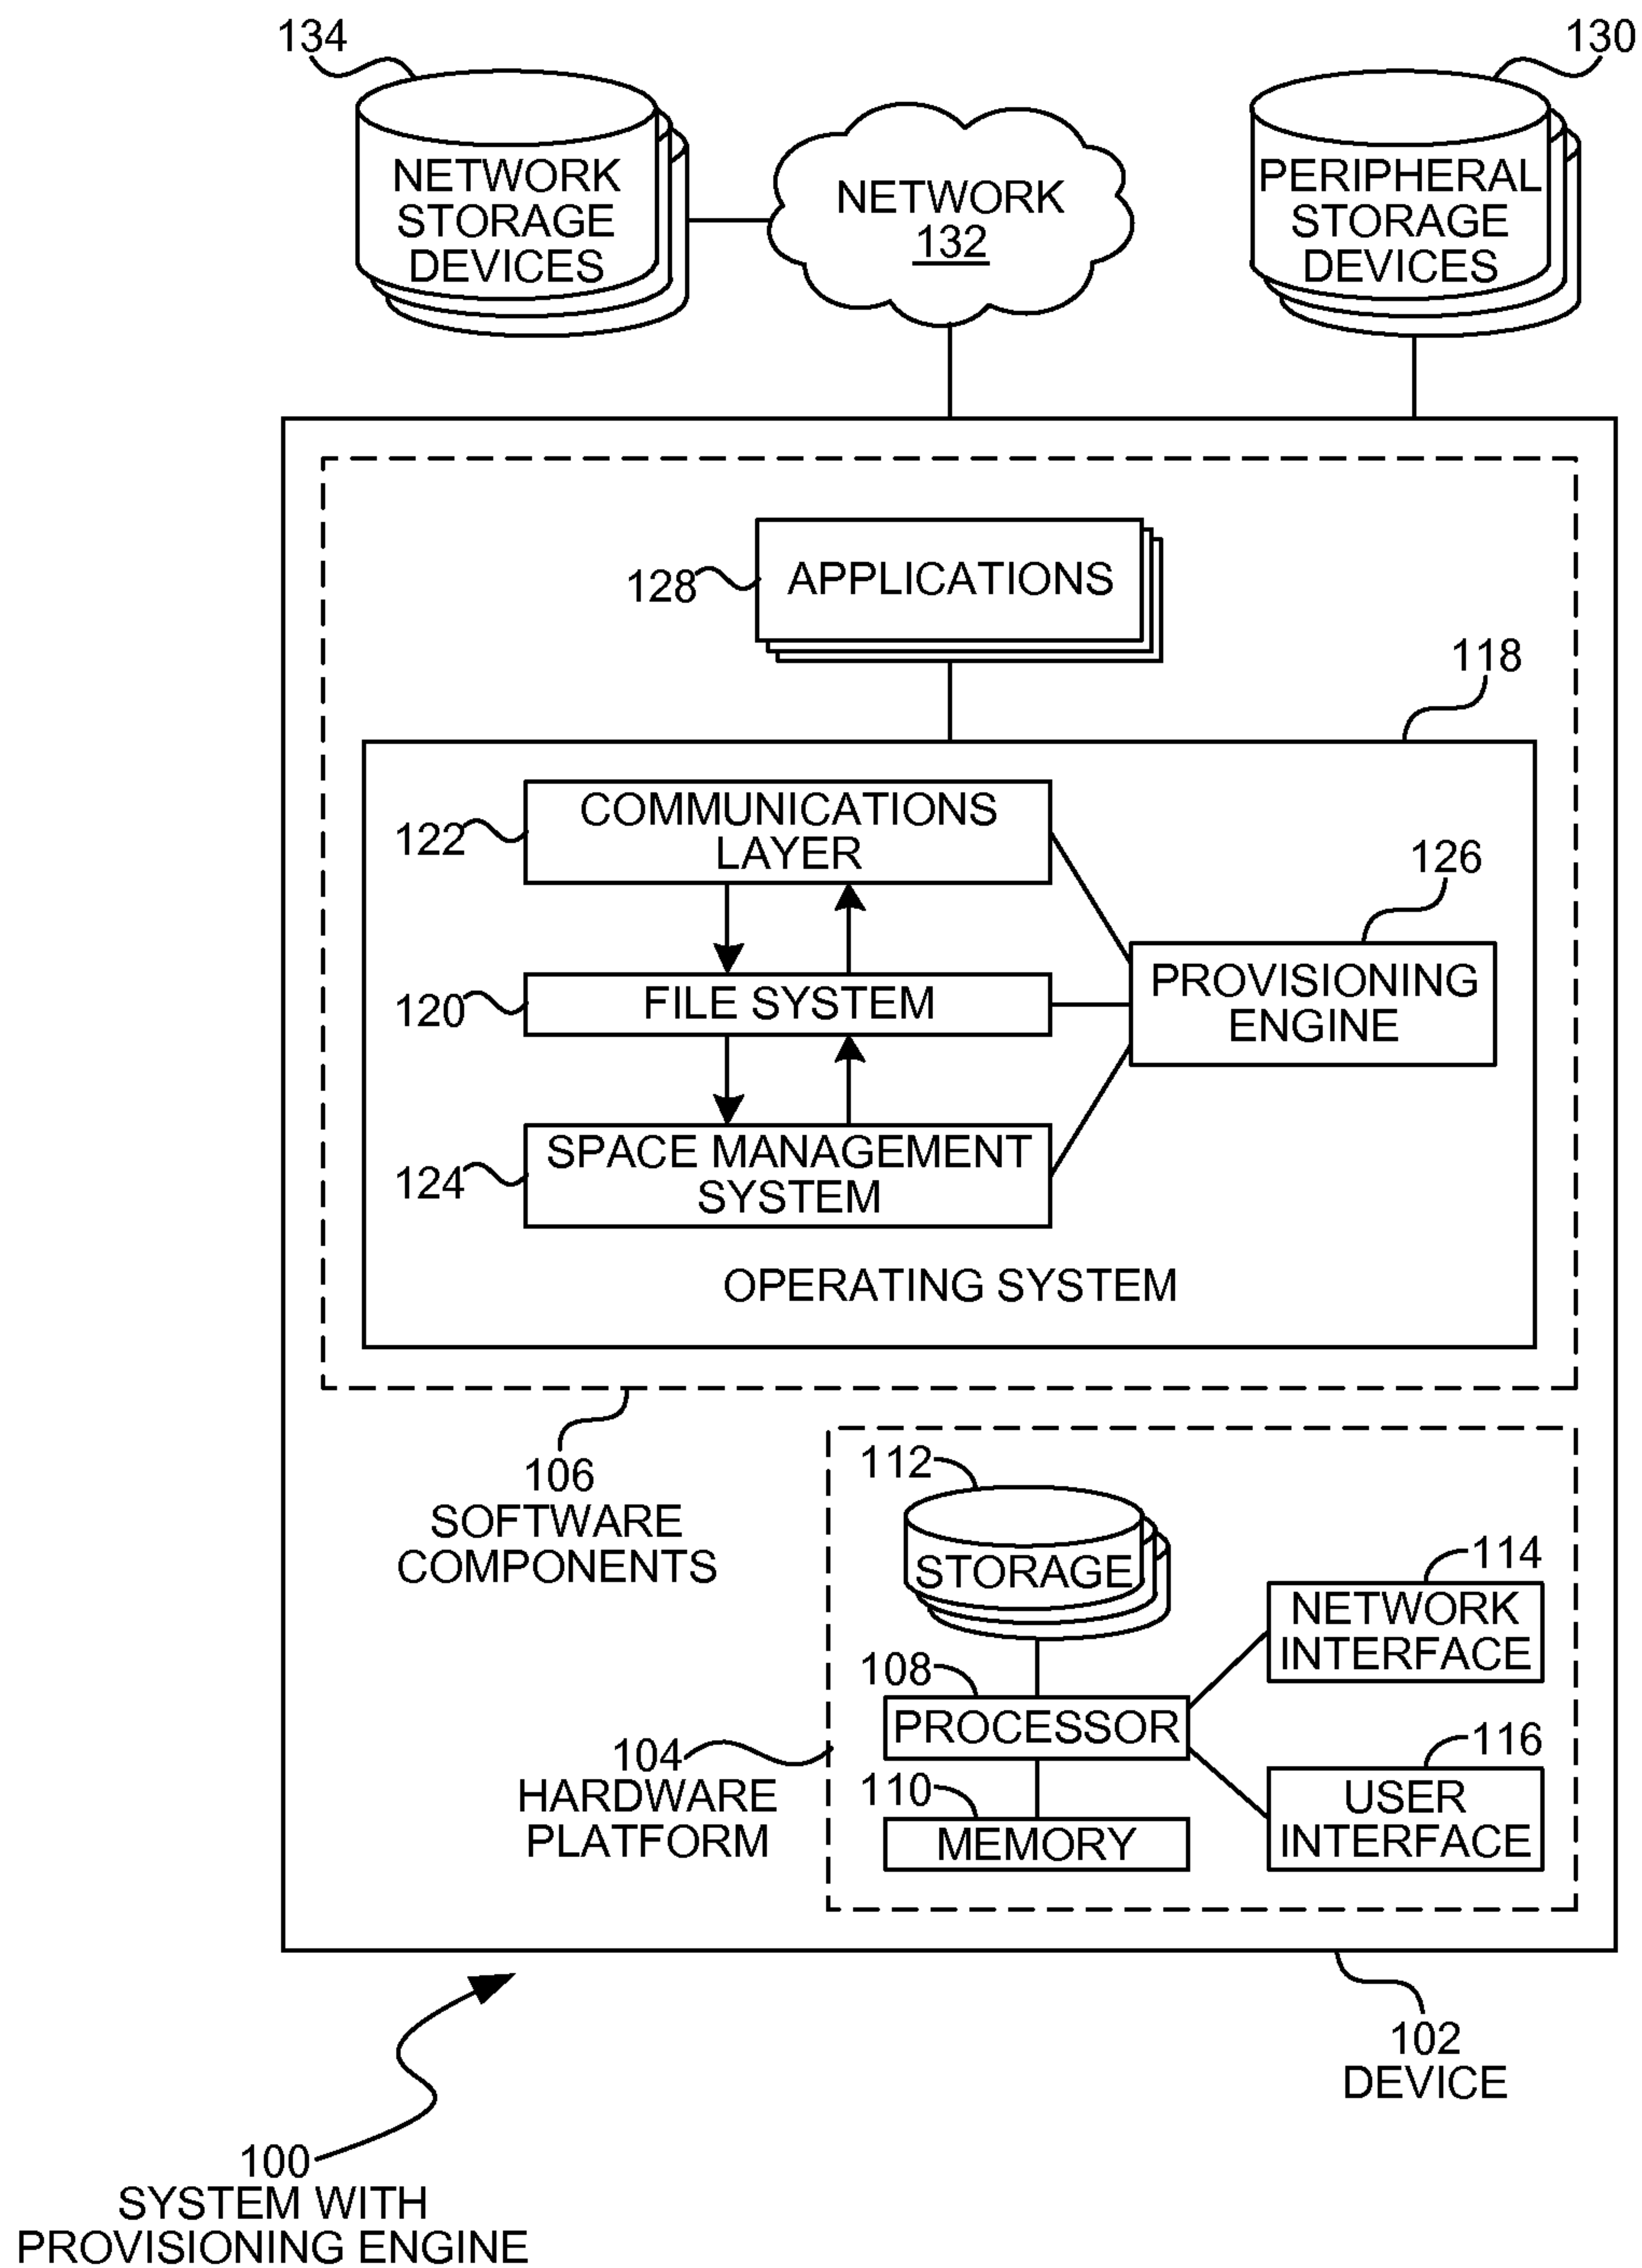 134
130
NETWORK
STORAGE
DEVICES
NETWORK
132
PERIPHERAL
STORAGE
DEVICES
128
APPLICATIONS
118
122
COMMUNICATIONS
LAYER
126
120
FILE SYSTEM
PROVISIONING
ENGINE
124
SPACE MANAGEMENT
SYSTEM
OPERATING SYSTEM
106
SOFTWARE
COMPONENTS
112
STORAGE
114
NETWORK
INTERFACE
108
PROCESSOR
104
HARDWARE
PLATFORM
110
MEMORY
116
USER
INTERFACE
102
DEVICE
100
SYSTEM WITH
PROVISIONING ENGINE